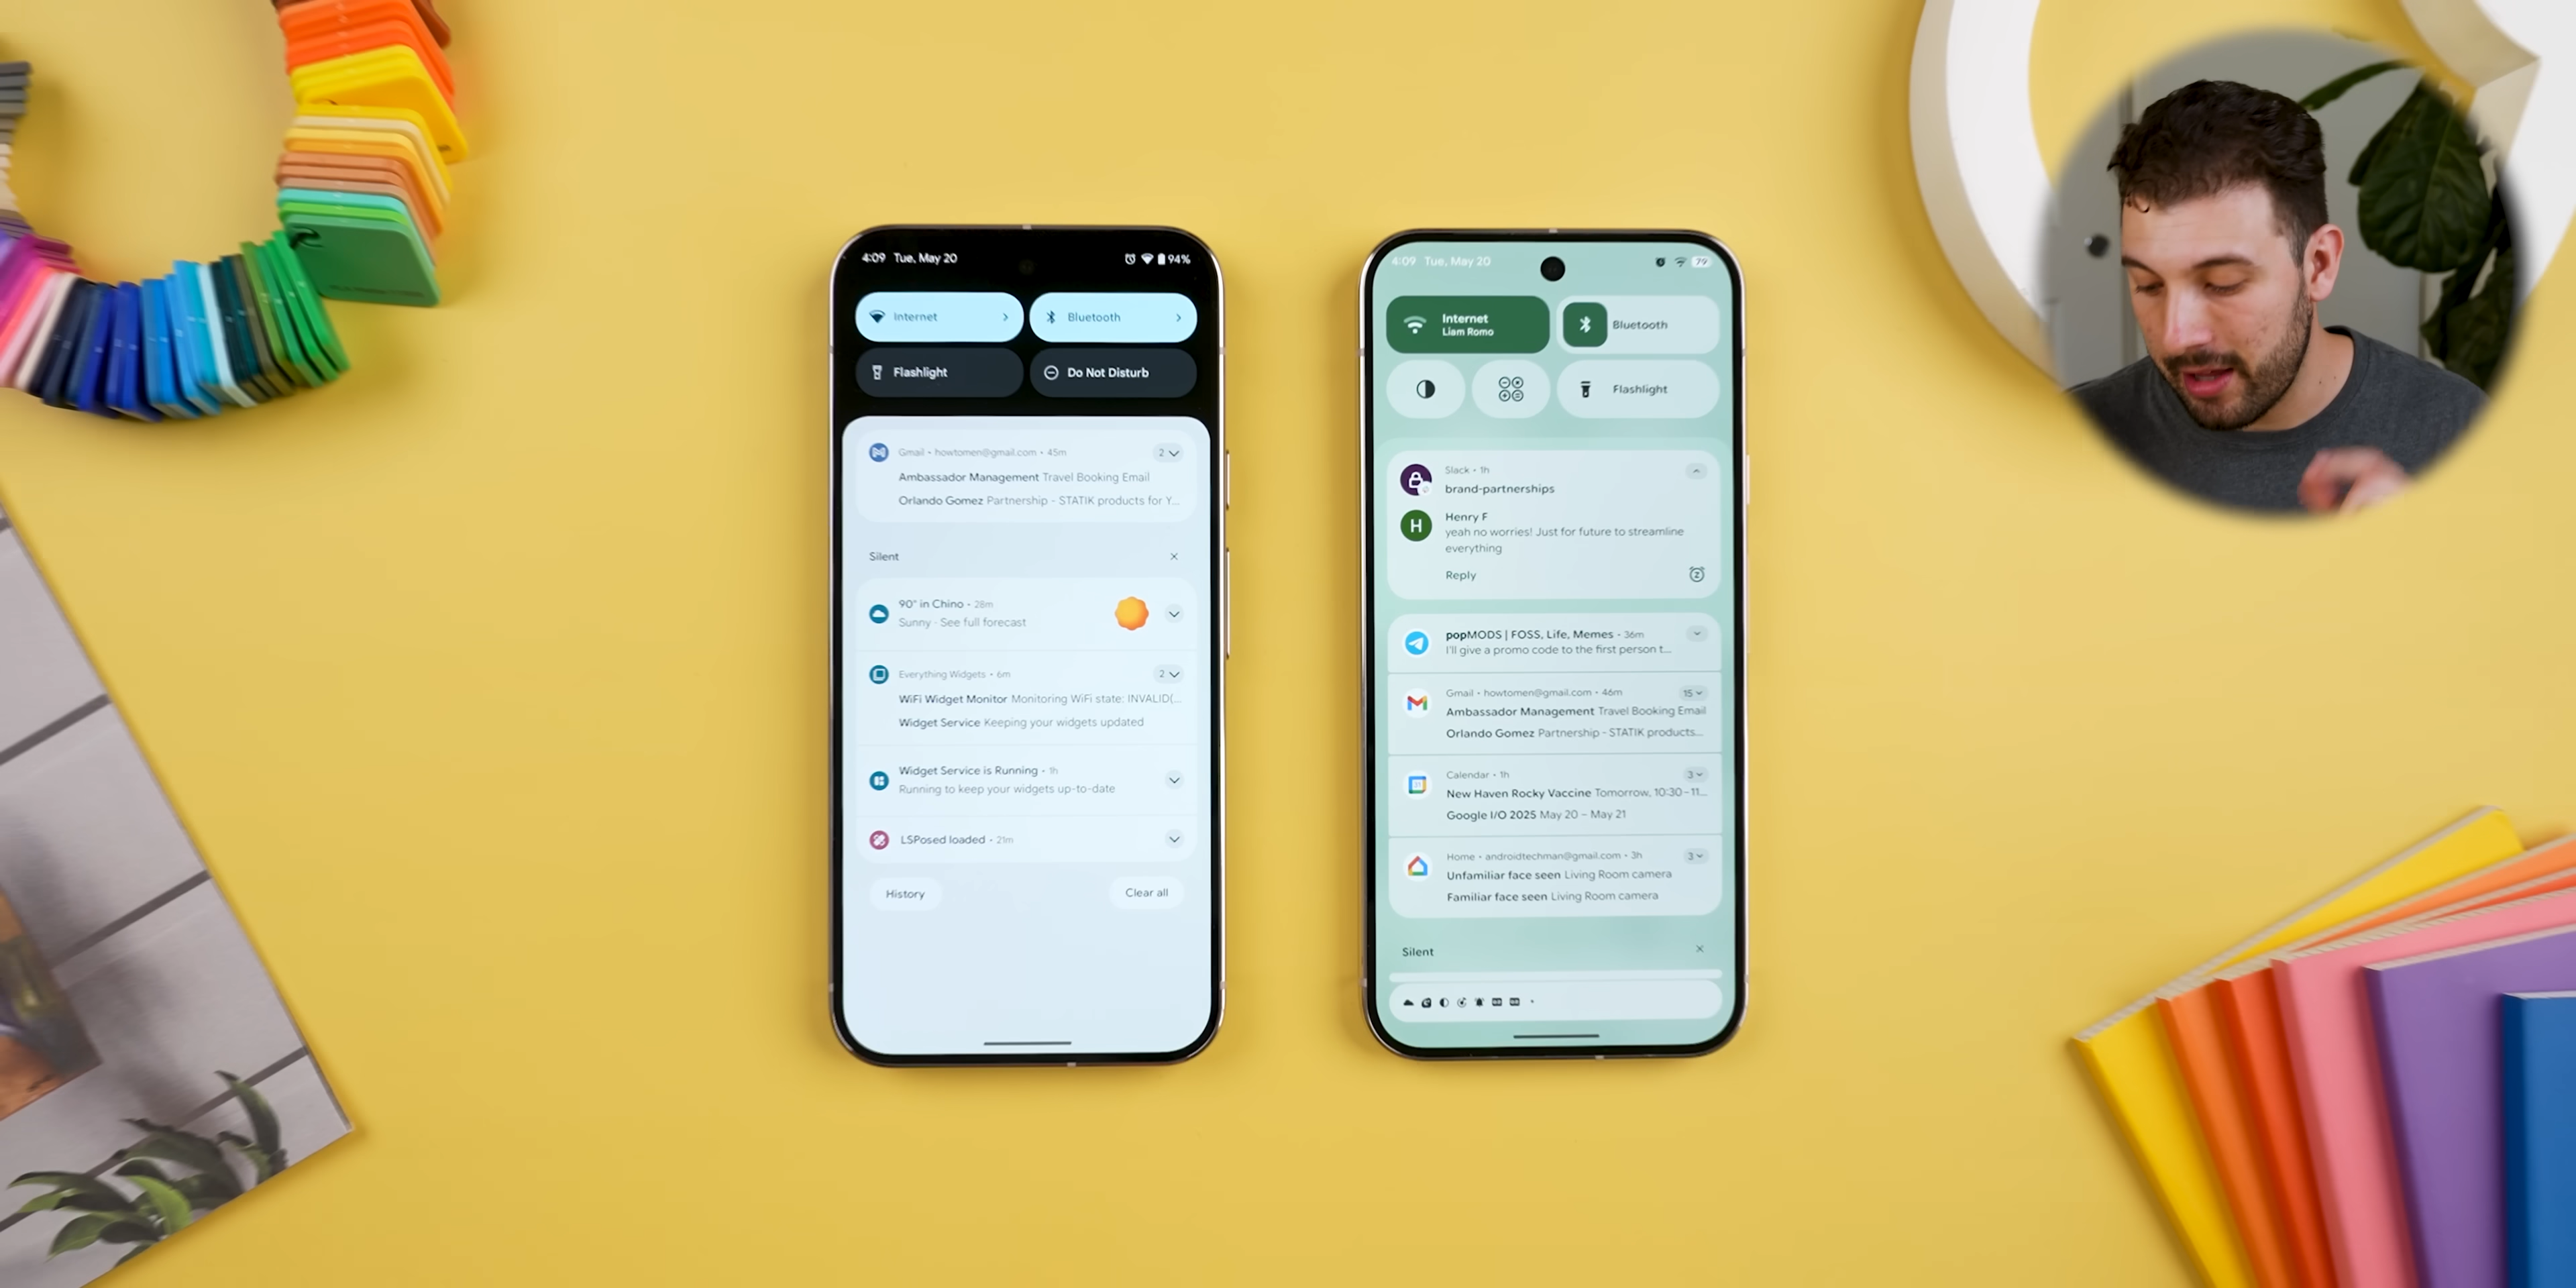 4:09 Tue, May 20
94%
Internet
Bluetooth
Flashlight
Do Not Disturb
Gmail • howtomen@gmail.com • 45m
2
Ambassador Management Travel Booking Email
Orlando Gomez Partnership - STATIK products for Y...
Silent
90° in Chino • 28m
Sunny · See full forecast
Everything Widgets • 6m
2
WiFi Widget Monitor Monitoring WiFi state: INVALID(...
Widget Service Keeping your widgets updated
Widget Service is Running • 1h
Running to keep your widgets up-to-date
LSPosed loaded • 21m
History
Clear all
4:09 Tue, May 20
79
Internet
Liam Romo
Bluetooth
Flashlight
Slack • 1h
brand-partnerships
H
Henry F
yeah no worries! Just for future to streamline
everything
Reply
popMODS | FOSS, Life, Memes • 36m
I'll give a promo code to the first person t...
Gmail • howtomen@gmail.com • 46m
15
Ambassador Management Travel Booking Email
Orlando Gomez Partnership - STATIK products...
Calendar • 1h
3
New Haven Rocky Vaccine Tomorrow, 10:30–11...
Google I/O 2025 May 20 – May 21
Home • androidtechman@gmail.com • 3h
3
Unfamiliar face seen Living Room camera
Familiar face seen Living Room camera
Silent